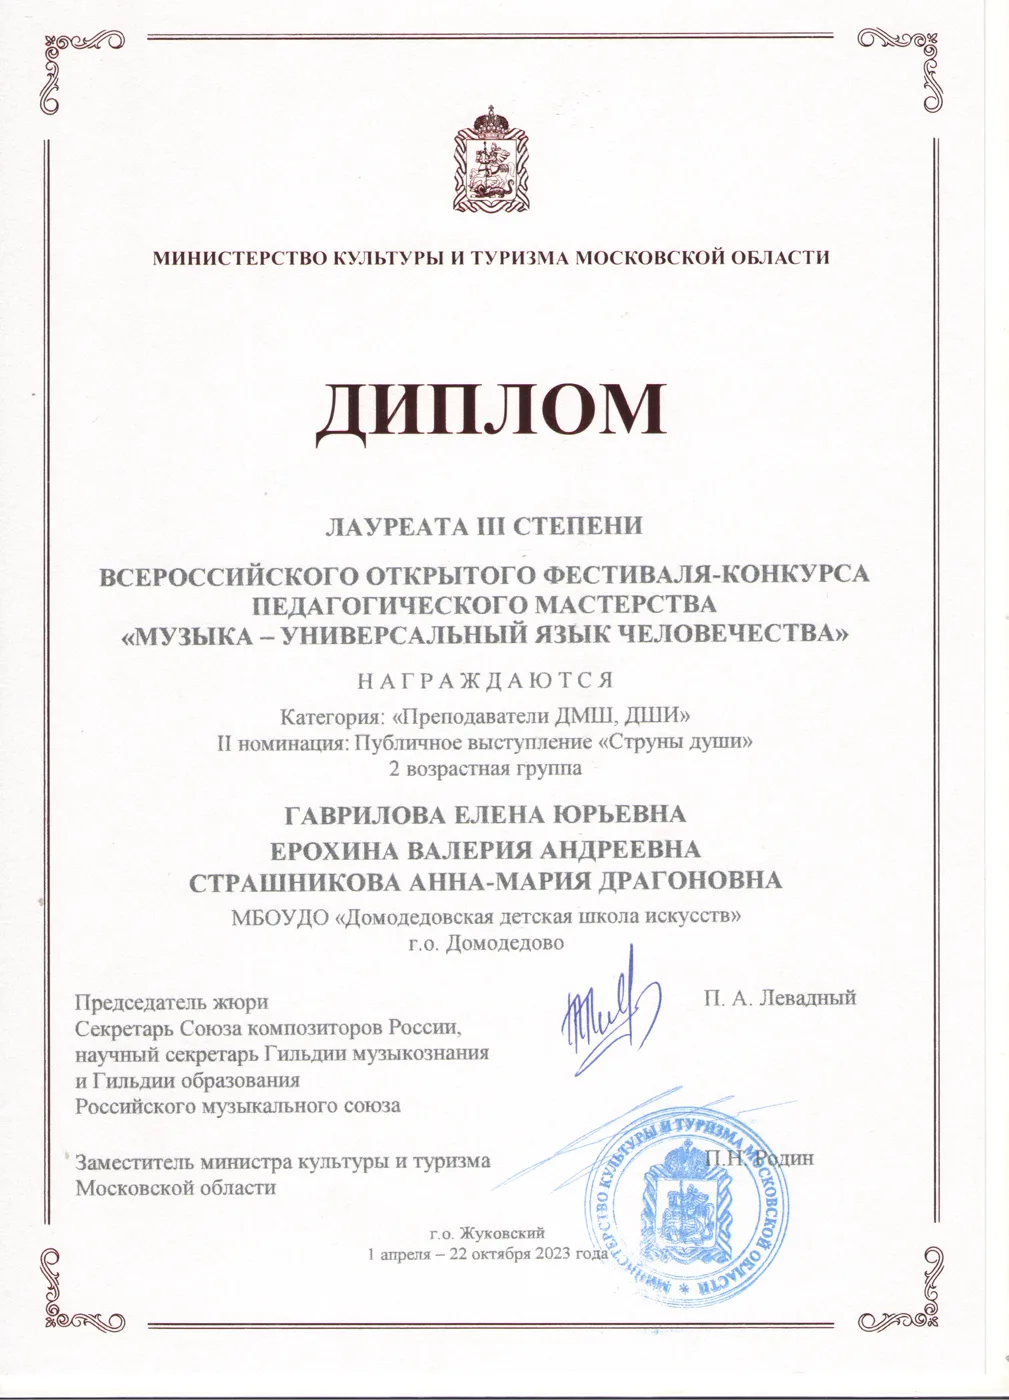 МИНИСТЕРСТВО КУЛЬТУРЫ И ТУРИЗМА МОСКОВСКОЙ ОБЛАСТИ
ДИПЛОМ
ЛАУРЕАТА III СТЕПЕНИ
ВСЕРОССИЙСКОГО ОТКРЫТОГО ФЕСТИВАЛЯ-КОНКУРСА
ПЕДАГОГИЧЕСКОГО МАСТЕРСТВА
«МУЗЫКА – УНИВЕРСАЛЬНЫЙ ЯЗЫК ЧЕЛОВЕЧЕСТВА»
НАГРАЖДАЮТСЯ
Категория: «Преподаватели ДМШ, ДШИ»
II номинация: Публичное выступление «Струны души»
2 возрастная группа
ГАВРИЛОВА ЕЛЕНА ЮРЬЕВНА
ЕРОХИНА ВАЛЕРИЯ АНДРЕЕВНА
СТРАШНИКОВА АННА-МАРИЯ ДРАГОНОВНА
МБОУДО «Домодедовская детская школа искусств»
г.о. Домодедово
Председатель жюри
Секретарь Союза композиторов России,
научный секретарь Гильдии музыкознания
и Гильдии образования
Российского музыкального союза
П. А. Левадный
Заместитель министра культуры и туризма
Московской области
П.Н. Родин
МИНИСТЕРСТВО КУЛЬТУРЫ И ТУРИЗМА МОСКОВСКОЙ ОБЛАСТИ
г.о. Жуковский
1 апреля – 22 октября 2023 года